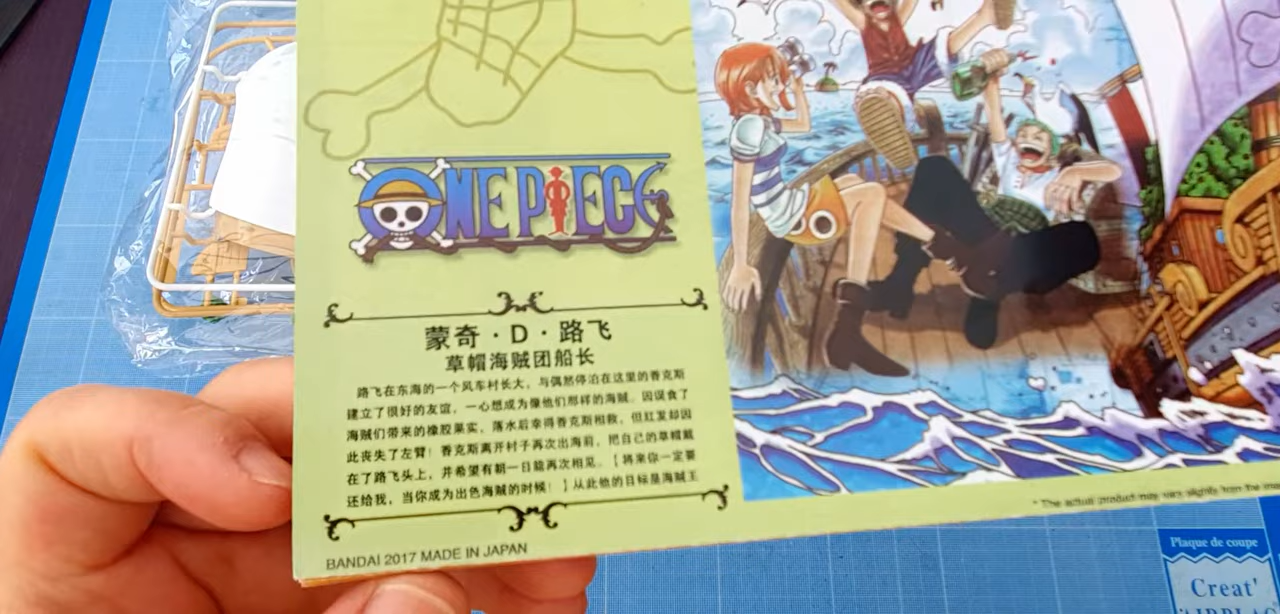 ONE PIECE
蒙奇·D·路飞
草帽海贼团船长
路飞在东海的一个风车村长大，与偶然停泊在这里的香克斯
建立了很好的友谊，一心想成为像他们那样的海贼。因误食了
海贼们带来的橡胶果实，落水后幸得香克斯相救，但红发却因
此丧失了左臂！香克斯离开村子再次出海前，把自己的草帽戴
在了路飞头上，并希望有朝一日能再次相见。【将来你一定要
还给我，当你成为出色海贼的时候！】从此他的目标是海贼王
* The actual product may vary slightly from the
BANDAI 2017 MADE IN JAPAN
Plaque de coupe
Creat'